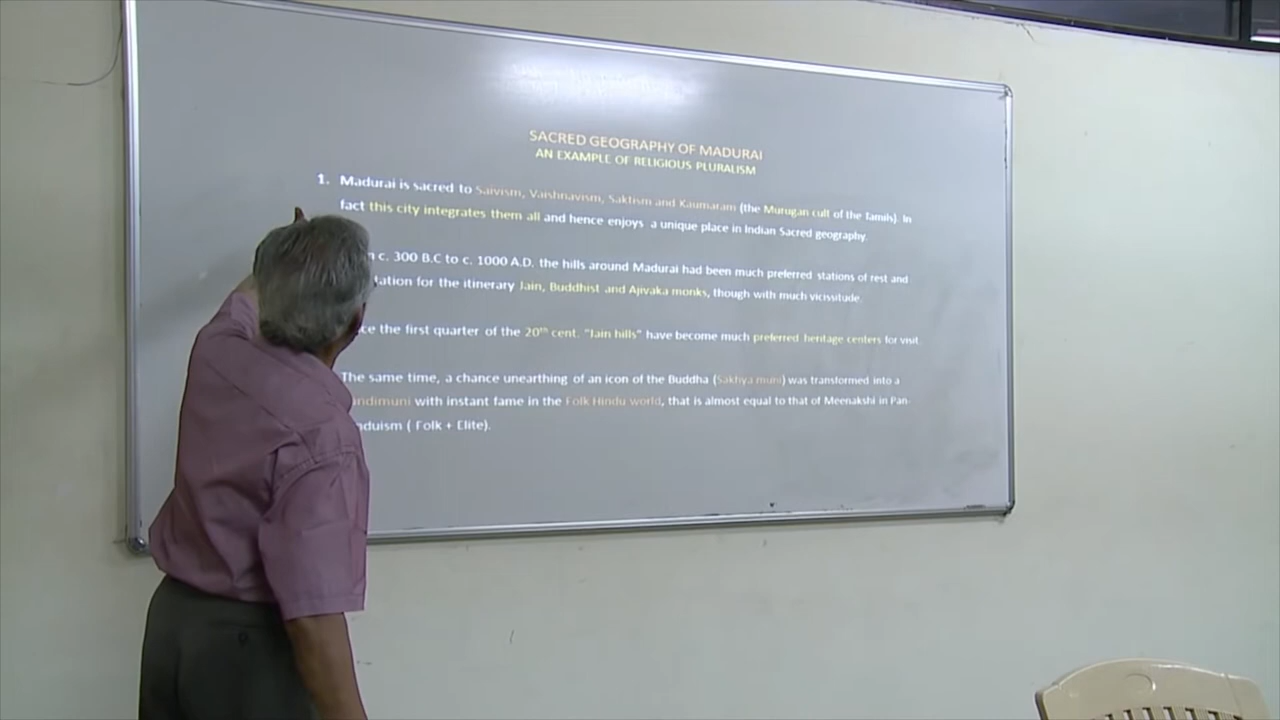 SACRED GEOGRAPHY OF MADURAI
AN EXAMPLE OF RELIGIOUS PLURALISM
1. Madurai is sacred to Saivism, Vaishnavism, Saktism and Kaumaram (the Murugan cult of the Tamils). In
fact this city integrates them all and hence enjoys a unique place in Indian Sacred geography.
c. 300 B.C to c. 1000 A.D. the hills around Madurai had been much preferred stations of rest and
for the itinerary Jain, Buddhist and Ajivaka monks, though with much vicissitude.
the first quarter of the 20th cent. "Jain hills" have become much preferred heritage centers for visit
The same time, a chance unearthing of an icon of the Buddha (Sakhya muni) was transformed into a
with instant fame in the Folk Hindu world, that is almost equal to that of Meenakshi in Pan-
( Folk + Elite).